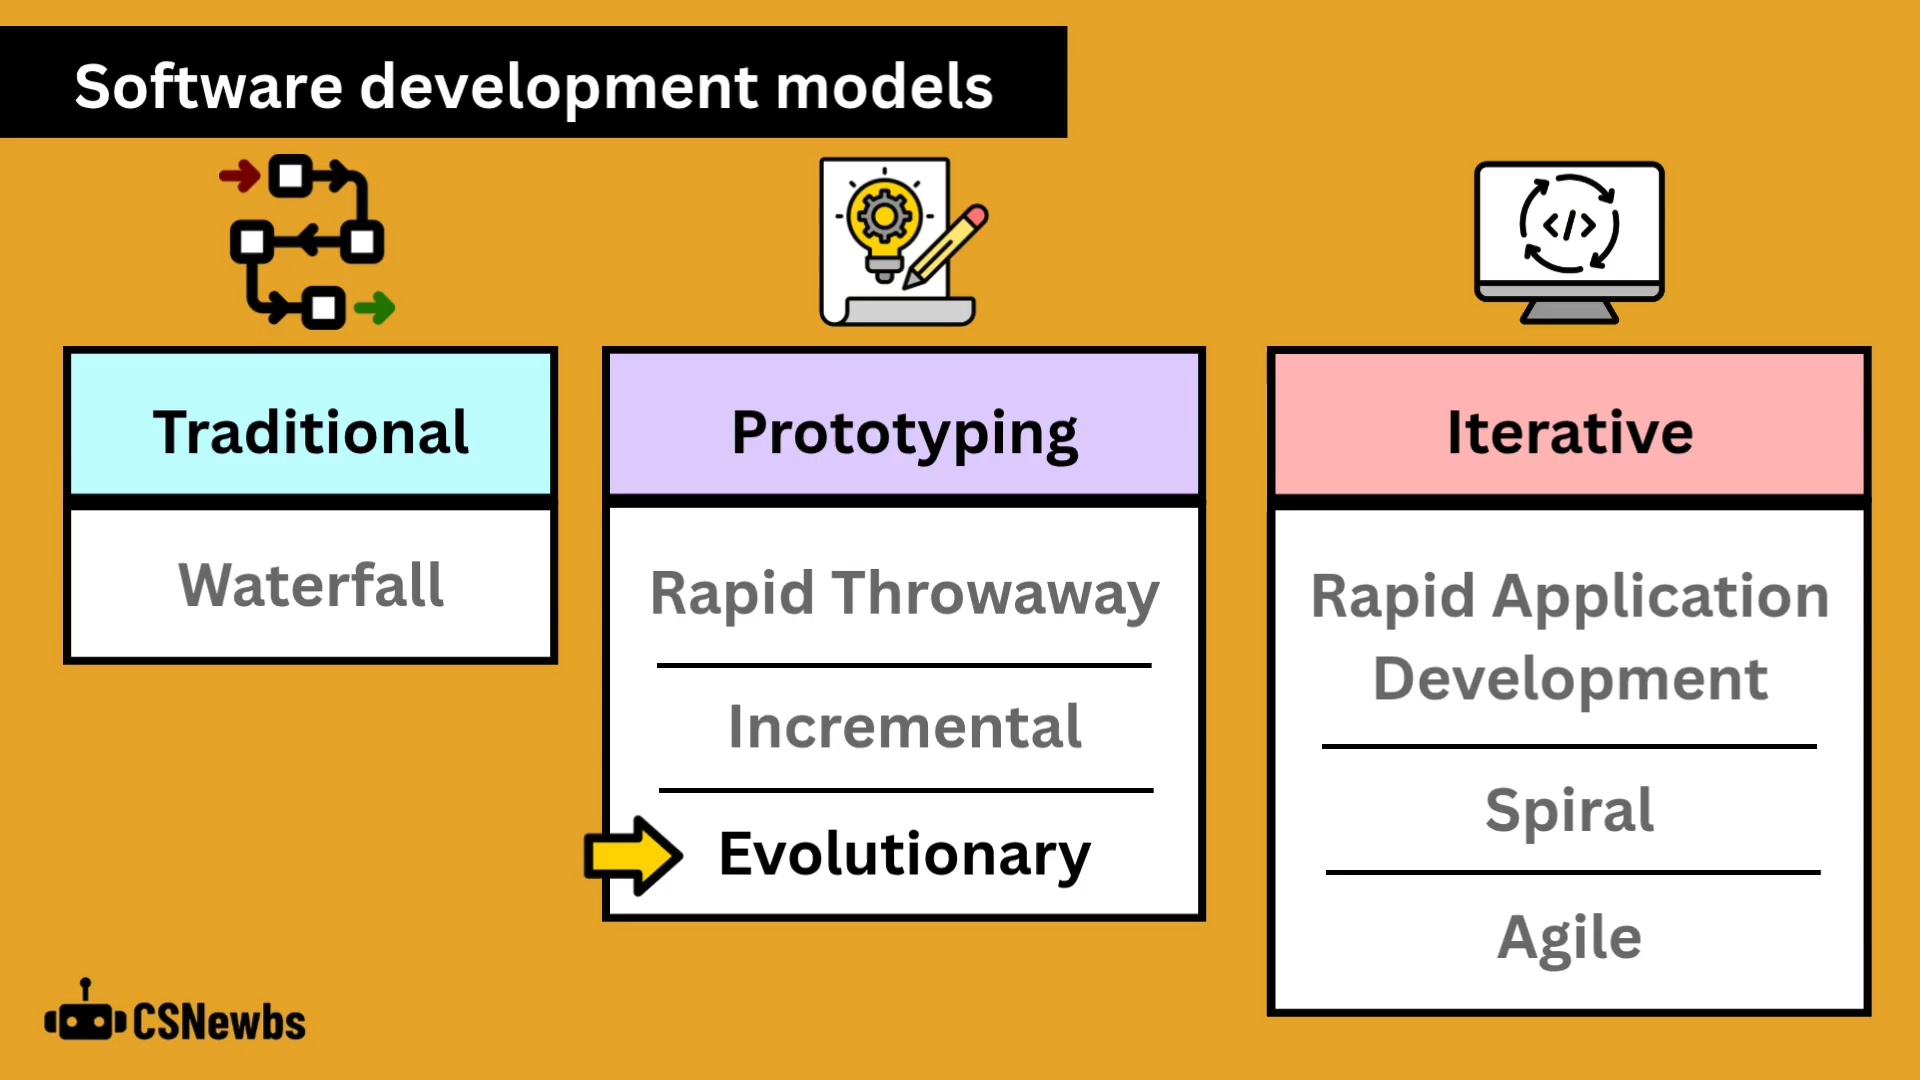 Software development models
Traditional
Waterfall
Prototyping
Rapid Throwaway
Incremental
Evolutionary
Iterative
</>
Rapid Application
Development
Spiral
Agile
CSNewbs